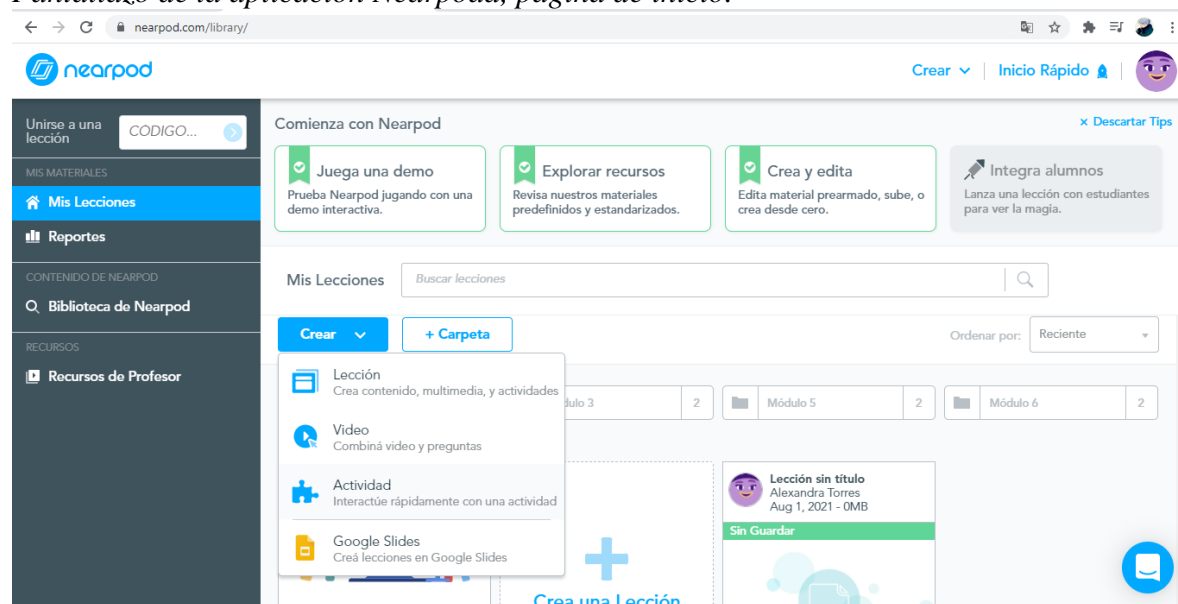 Pantallazo de la aplicación Nearpoda, página de inicio.
nearpod.com/library/
nearpod
Crear
Inicio Rápido
Unirse a una
lección
CODIGO...
MIS MATERIALES
Mis Lecciones
Reportes
CONTENIDO DE NEARPOD
Biblioteca de Nearpod
RECURSOS
Recursos de Profesor
Comienza con Nearpod
× Descartar Tips
Juega una demo
Prueba Nearpod jugando con una
demo interactiva.
Explorar recursos
Revisa nuestros materiales
predefinidos y estandarizados.
Crea y edita
Edita material prearmado, sube, o
crea desde cero.
Integra alumnos
Lanza una lección con estudiantes
para ver la magia.
Mis Lecciones
Buscar lecciones
Crear
+ Carpeta
Ordenar por:
Reciente
Lección
Crea contenido, multimedia, y actividades
Video
Combiná video y preguntas
Actividad
Interactúe rápidamente con una actividad
Google Slides
Creá lecciones en Google Slides
3
2
Módulo 5
2
Módulo 6
2
Crea una Lección
Lección sin título
Alexandra Torres
Aug 1, 2021 - 0MB
Sin Guardar